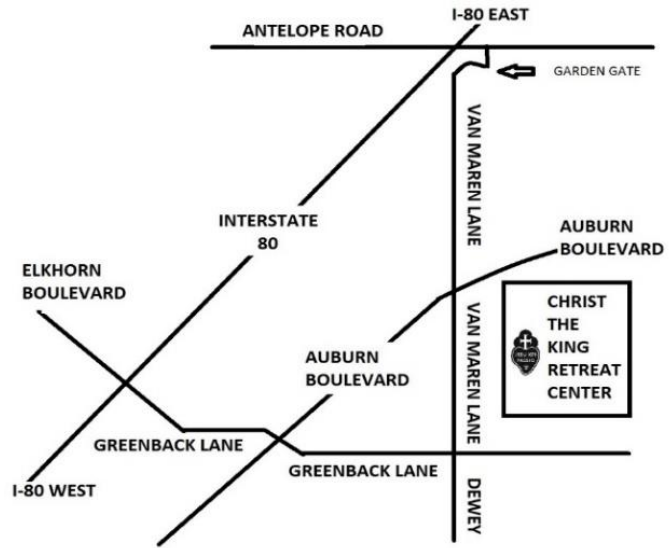 I-80 EAST
ANTELOPE ROAD
GARDEN GATE
VAN MAREN LANE
INTERSTATE
80
AUBURN
BOULEVARD
ELKHORN
BOULEVARD
CHRIST
THE
KING
RETREAT
CENTER
VAN MAREN LANE
AUBURN
BOULEVARD
GREENBACK LANE
GREENBACK LANE
I-80 WEST
DEWEY